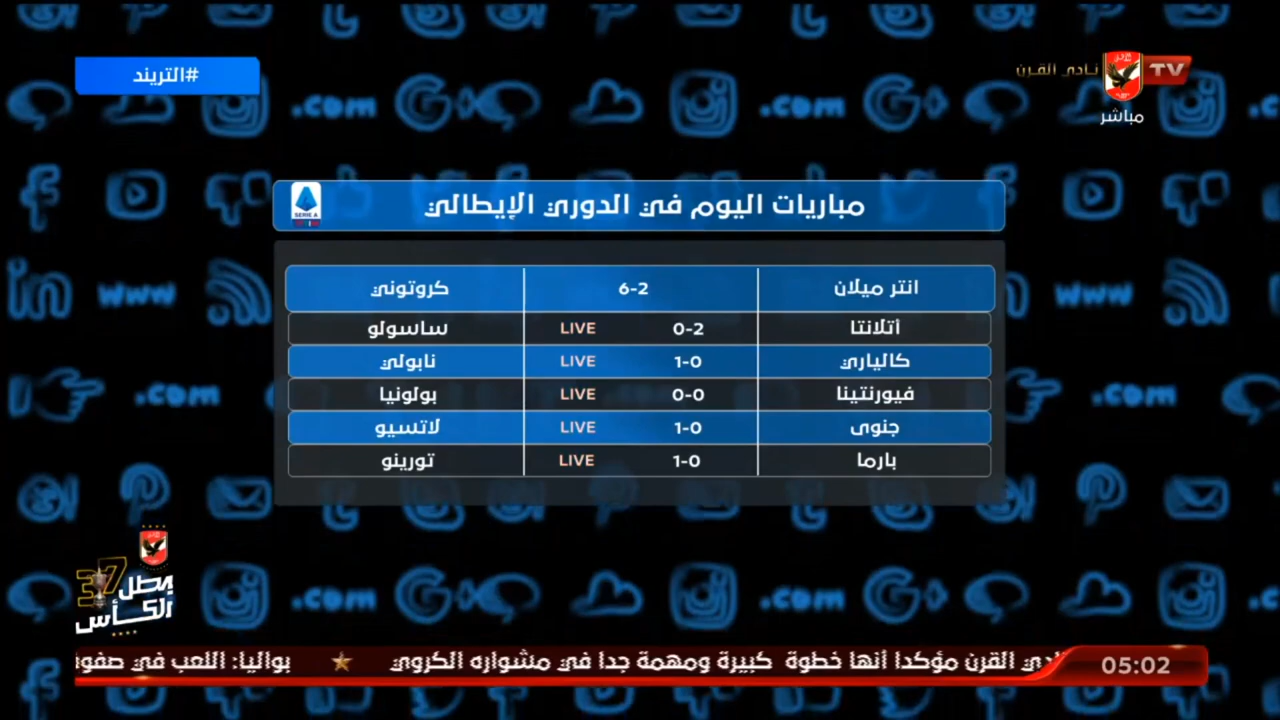 #التريند
نادي القرن TV
مباشر
مباريات اليوم في الدوري الإيطالي
SERIE A
انتر ميلان 6-2 كروتوني
أتلانتا 0-2 LIVE ساسولو
كالياري 1-0 LIVE نابولي
فيورنتينا 0-0 LIVE بولونيا
جنوى 1-0 LIVE لاتسيو
بارما 1-0 LIVE تورينو
بطل 37
الكأس
القرن مؤكدا أنها خطوة كبيرة ومهمة جدا في مشواره الكروي ★ بواليا: اللعب في
05:02